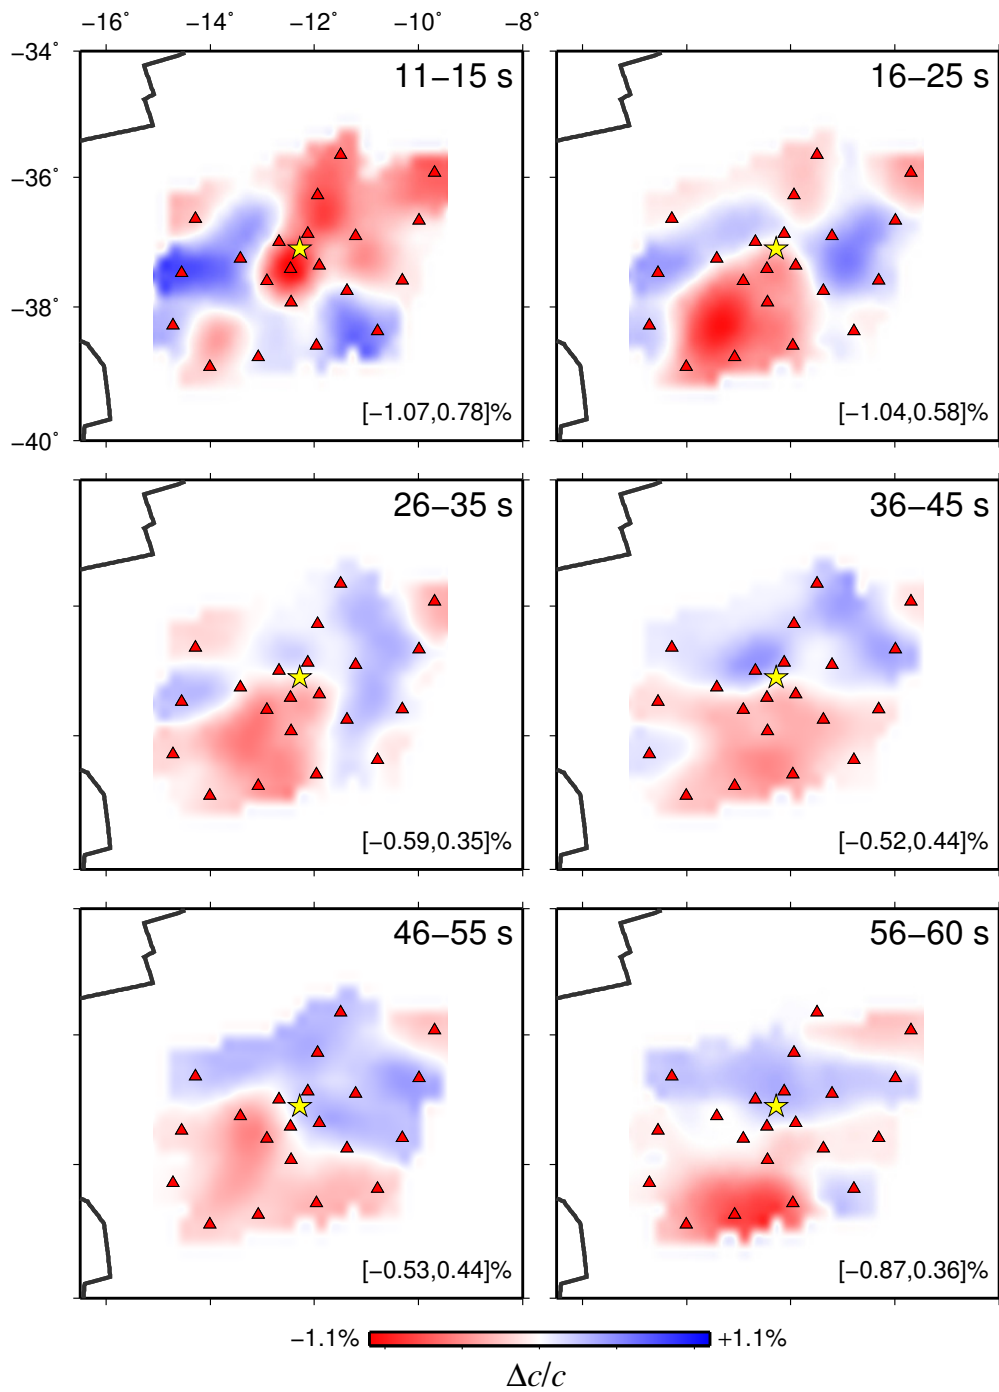 −16˚ −14˚ −12˚ −10˚ −8˚
−34˚
11−15 s
16−25 s
−36˚
−38˚
[−1.07,0.78]%
[−1.04,0.58]%
−40˚
26−35 s
36−45 s
[−0.59,0.35]%
[−0.52,0.44]%
46−55 s
56−60 s
[−0.53,0.44]%
[−0.87,0.36]%
−1.1% +1.1%
Δc/c